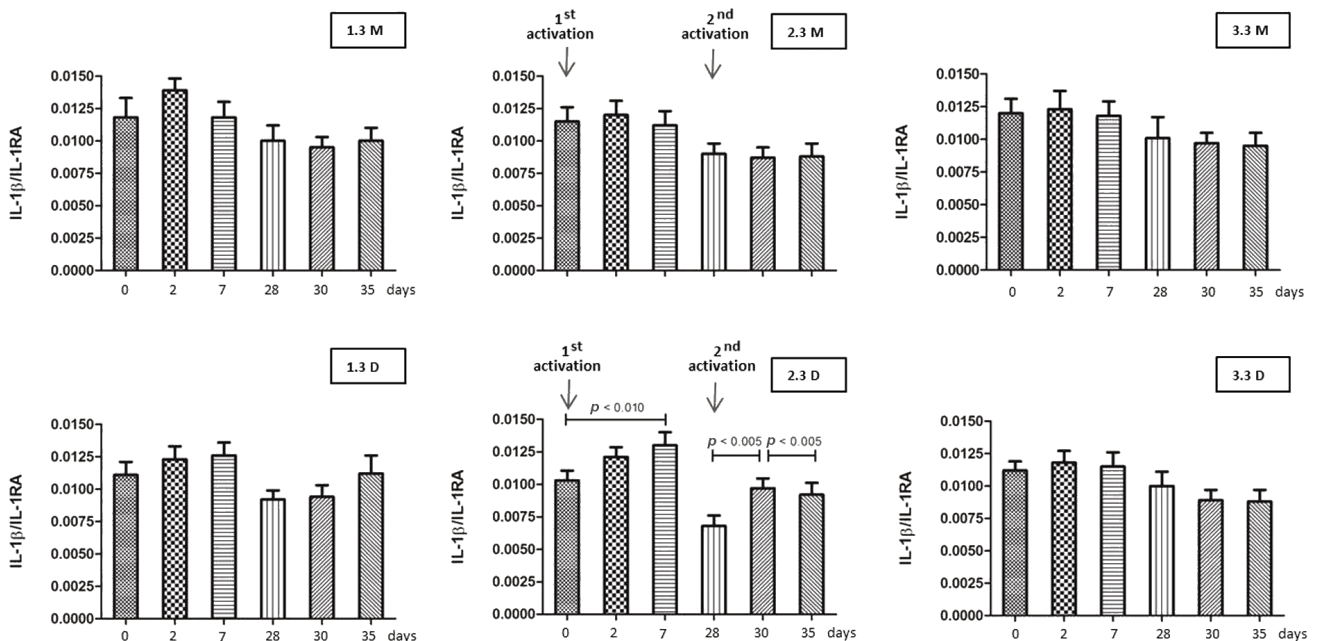 1.3 M
0.0150
0.0125
0.0100
0.0075
0.0050
0.0025
0.0000
IL-1β/IL-1RA
0 2 7 28 30 35 days
1st
activation
2nd
activation
2.3 M
0.0150
0.0125
0.0100
0.0075
0.0050
0.0025
0.0000
IL-1β/IL-1RA
3.3 M
0.0150
0.0125
0.0100
0.0075
0.0050
0.0025
0.0000
IL-1β/IL-1RA
0 2 7 28 30 35 days
1.3 D
0.0150
0.0125
0.0100
0.0075
0.0050
0.0025
0.0000
IL-1β/IL-1RA
0 2 7 28 30 35 days
1st
activation
2nd
activation
2.3 D
p < 0.010
p < 0.005 p < 0.005
0.0150
0.0125
0.0100
0.0075
0.0050
0.0025
0.0000
IL-1β/IL-1RA
0 2 7 28 30 35 days
3.3 D
0.0150
0.0125
0.0100
0.0075
0.0050
0.0025
0.0000
IL-1β/IL-1RA
0 2 7 28 30 35 days